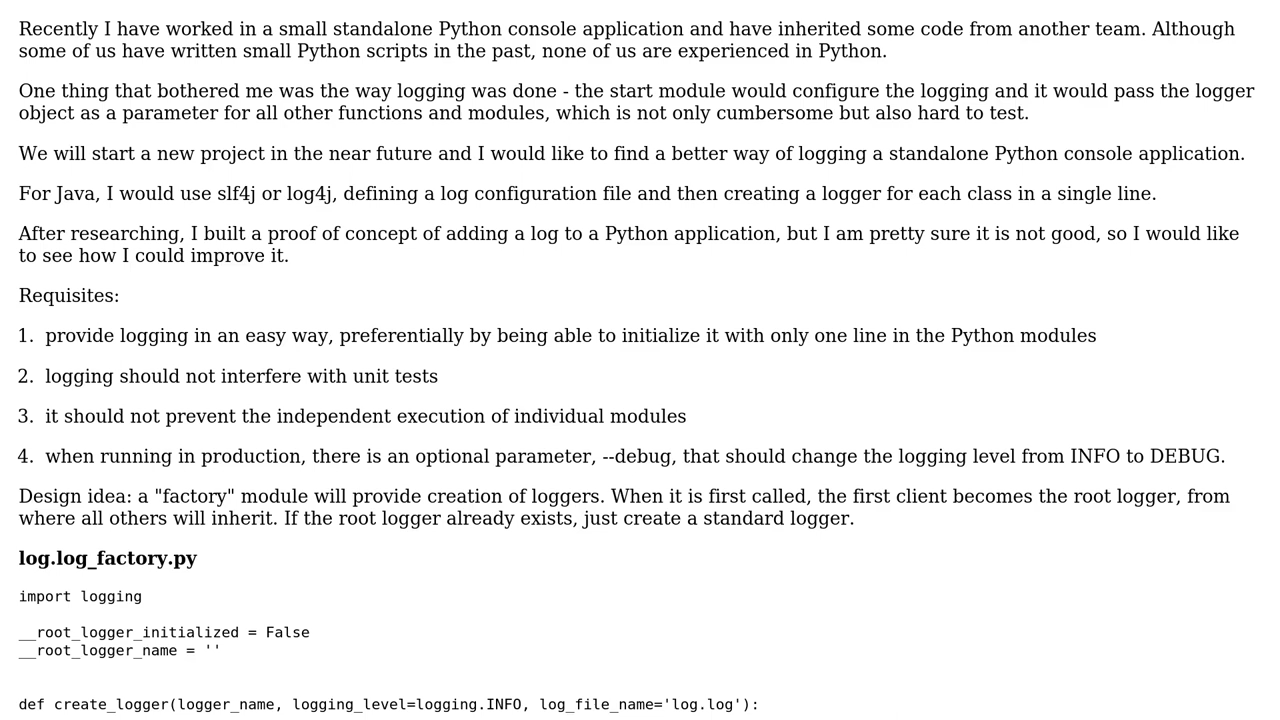 Recently I have worked in a small standalone Python console application and have inherited some code from another team. Although
some of us have written small Python scripts in the past, none of us are experienced in Python.
One thing that bothered me was the way logging was done - the start module would configure the logging and it would pass the logger
object as a parameter for all other functions and modules, which is not only cumbersome but also hard to test.
We will start a new project in the near future and I would like to find a better way of logging a standalone Python console application.
For Java, I would use slf4j or log4j, defining a log configuration file and then creating a logger for each class in a single line.
After researching, I built a proof of concept of adding a log to a Python application, but I am pretty sure it is not good, so I would like
to see how I could improve it.
Requisites:
1. provide logging in an easy way, preferentially by being able to initialize it with only one line in the Python modules
2. logging should not interfere with unit tests
3. it should not prevent the independent execution of individual modules
4. when running in production, there is an optional parameter, --debug, that should change the logging level from INFO to DEBUG.
Design idea: a "factory" module will provide creation of loggers. When it is first called, the first client becomes the root logger, from
where all others will inherit. If the root logger already exists, just create a standard logger.
log.log_factory.py
import logging
__root_logger_initialized = False
__root_logger_name = ''
def create_logger(logger_name, logging_level=logging.INFO, log_file_name='log.log'):